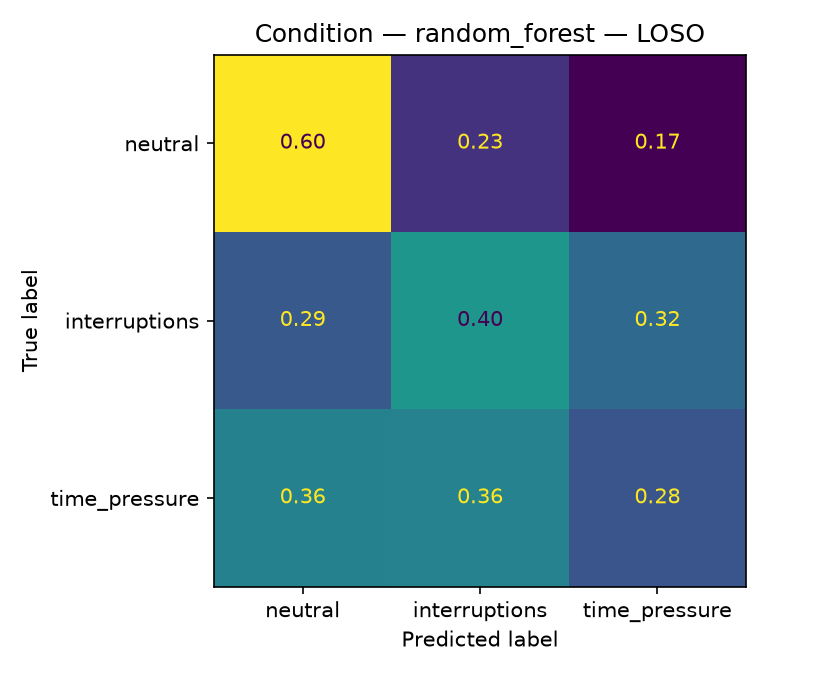 Condition — random_forest — LOSO
True label
neutral
0.60 0.23 0.17
interruptions
0.29 0.40 0.32
time_pressure
0.36 0.36 0.28
neutral interruptions time_pressure
Predicted label